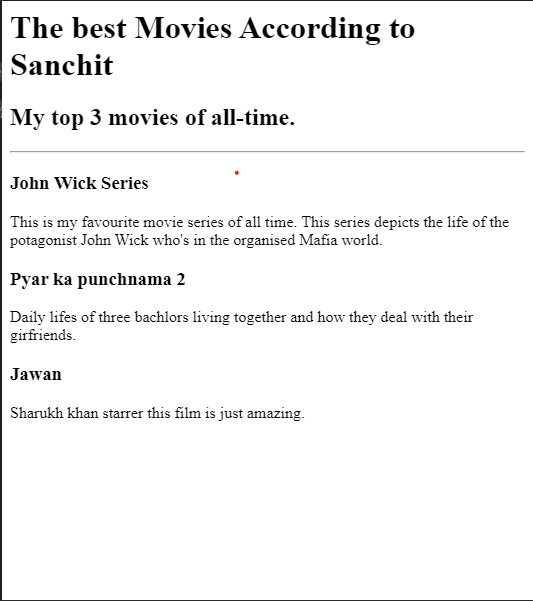 The best Movies According to
Sanchit
My top 3 movies of all-time.
John Wick Series
This is my favourite movie series of all time. This series depicts the life of the
potagonist John Wick who's in the organised Mafia world.
Pyar ka punchnama 2
Daily lifes of three bachlors living together and how they deal with their
girfriends.
Jawan
Sharukh khan starrer this film is just amazing.